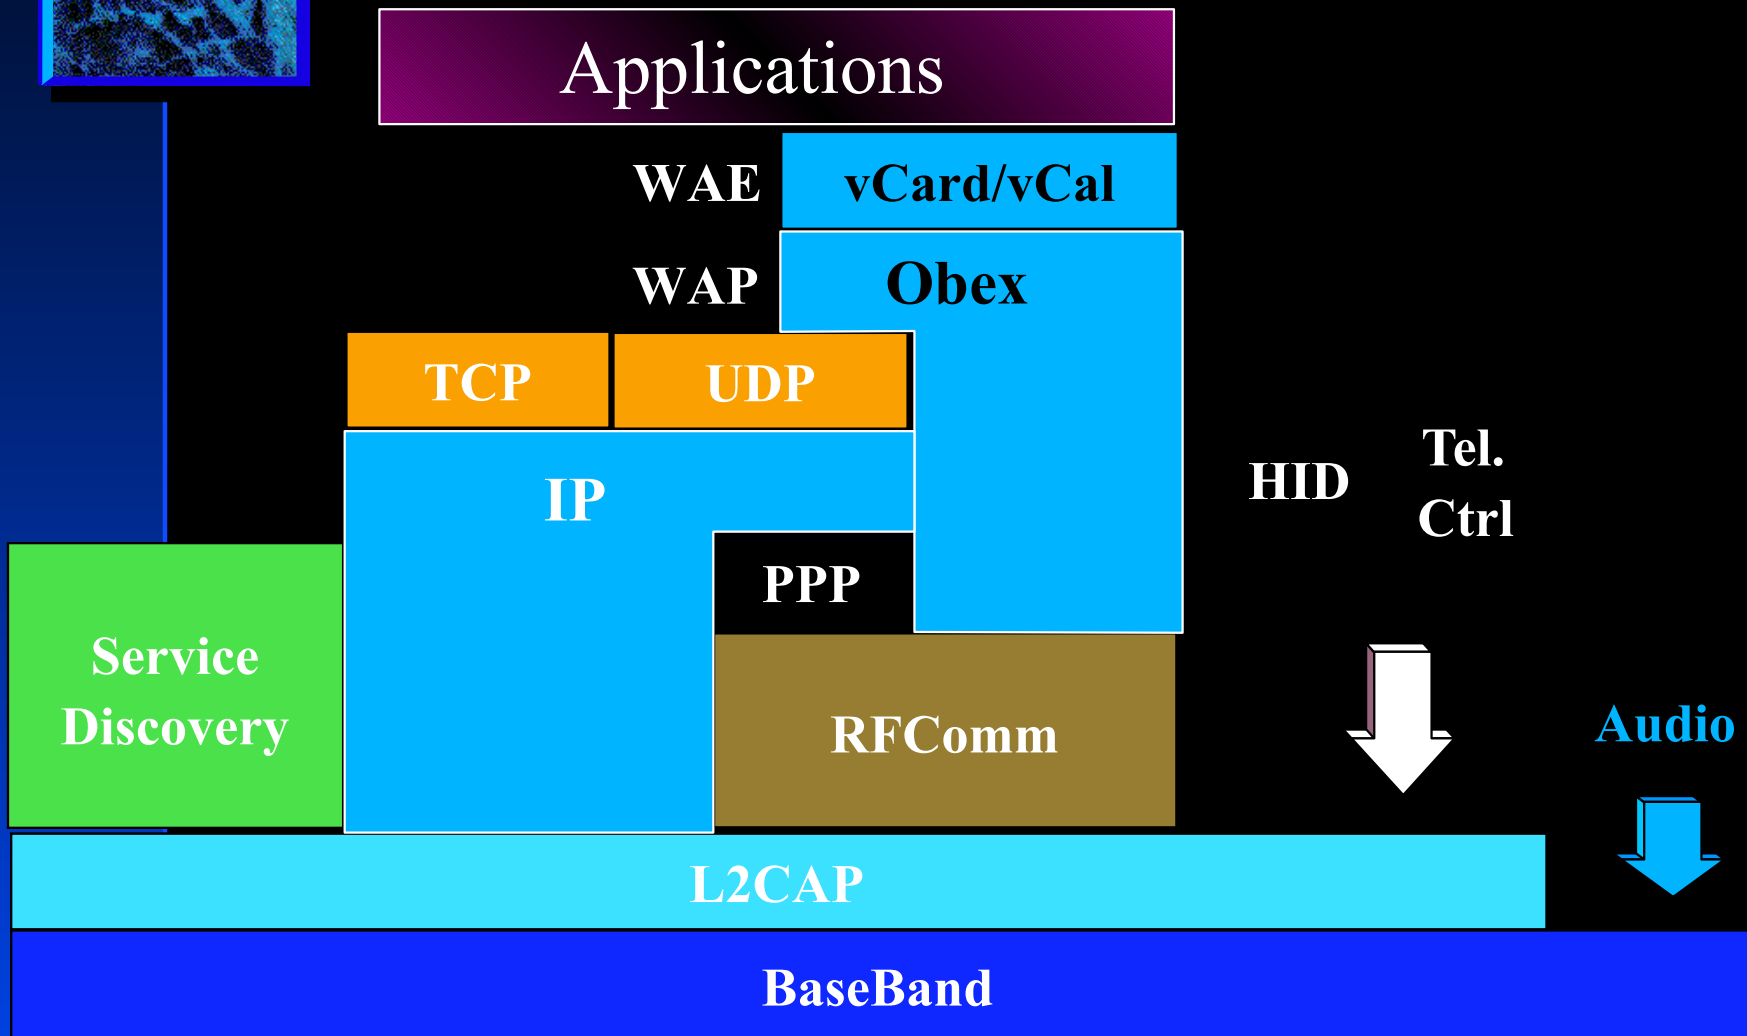 Applications
WAE
vCard/vCal
WAP
Obex
TCP
UDP
IP
HID
Tel.
Ctrl
PPP
Service
Discovery
RFComm
Audio
L2CAP
BaseBand